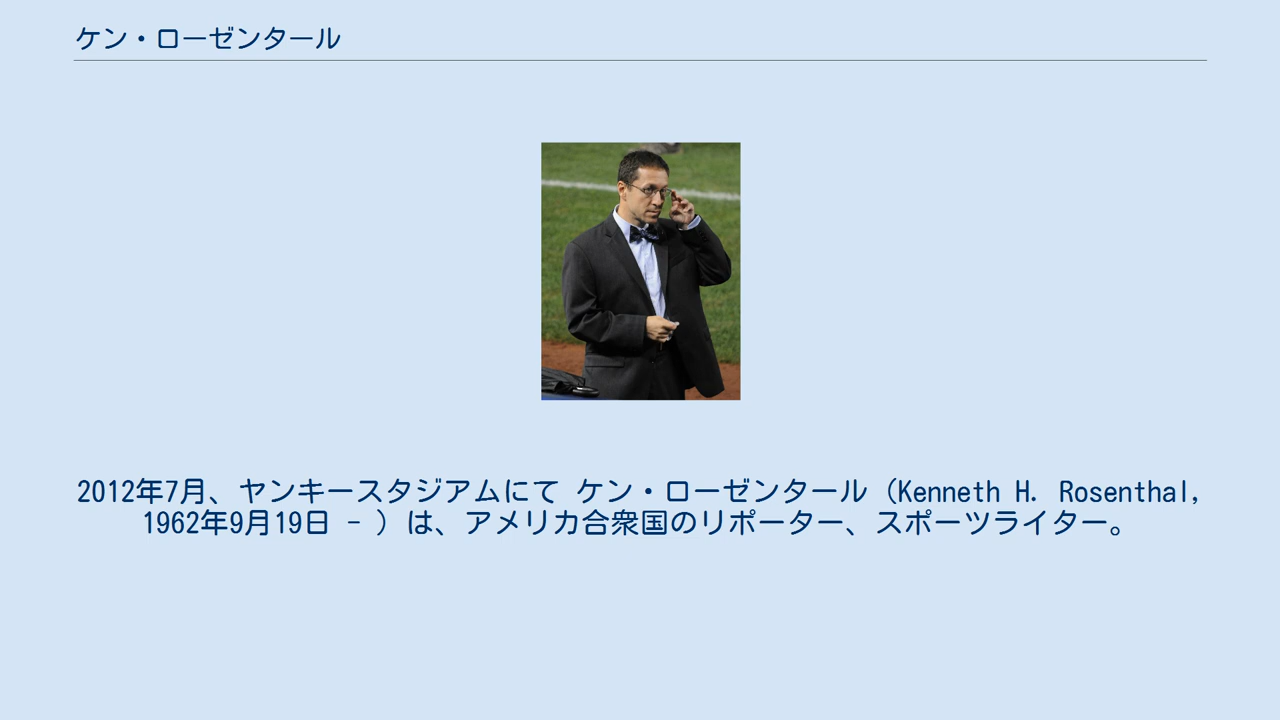 ケン・ローゼンタール
2012年7月、ヤンキースタジアムにて ケン・ローゼンタール（Kenneth H. Rosenthal,
1962年9月19日 - ）は、アメリカ合衆国のリポーター、スポーツライター。